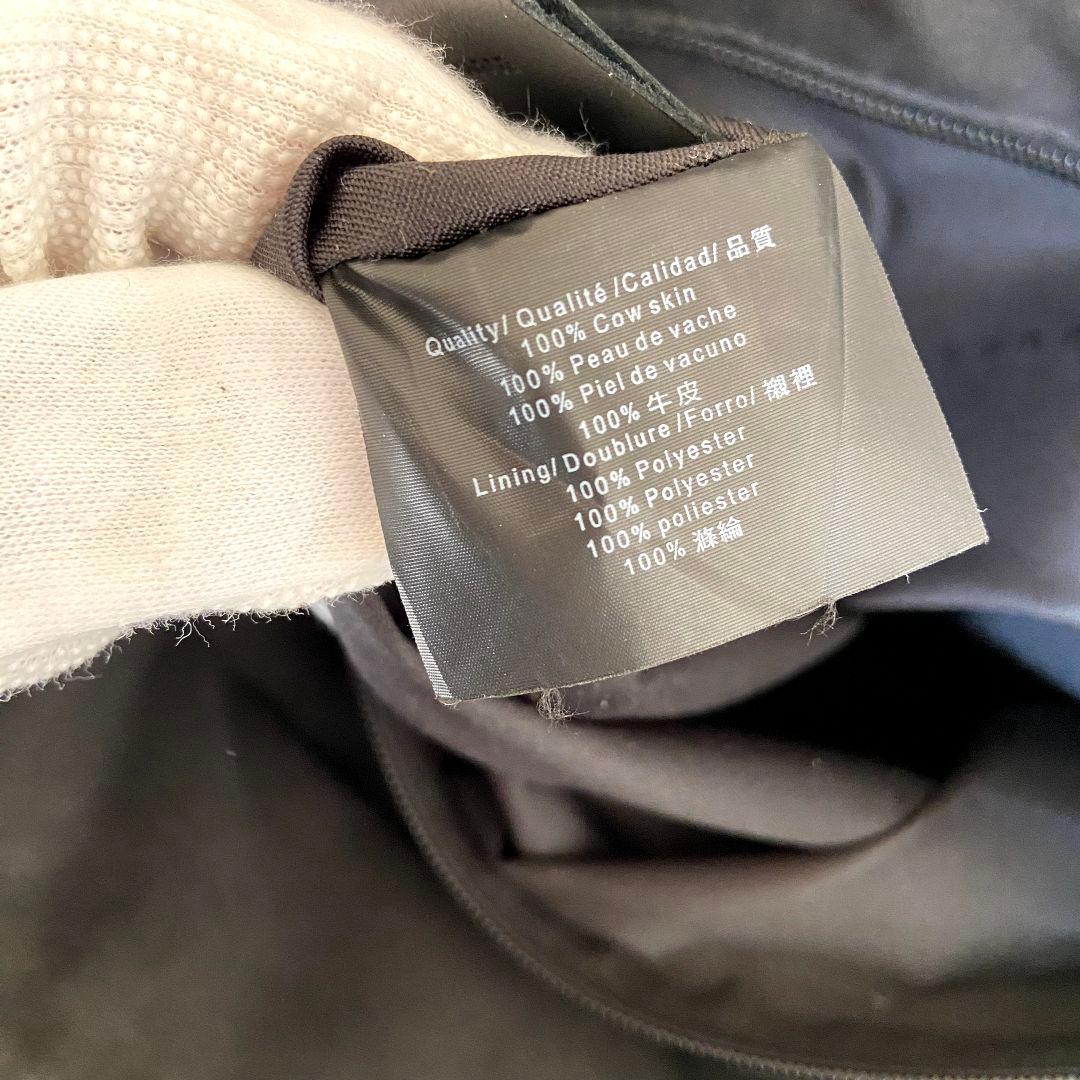 Quality/ Qualité /Calidad/ 品質
100% Cow skin
100% Peau de vache
100% Piel de vacuno
100% 牛皮
Lining/ Doublure /Forro/ 襯裡
100% Polyester
100% Polyester
100% poliester
100% 滌綸